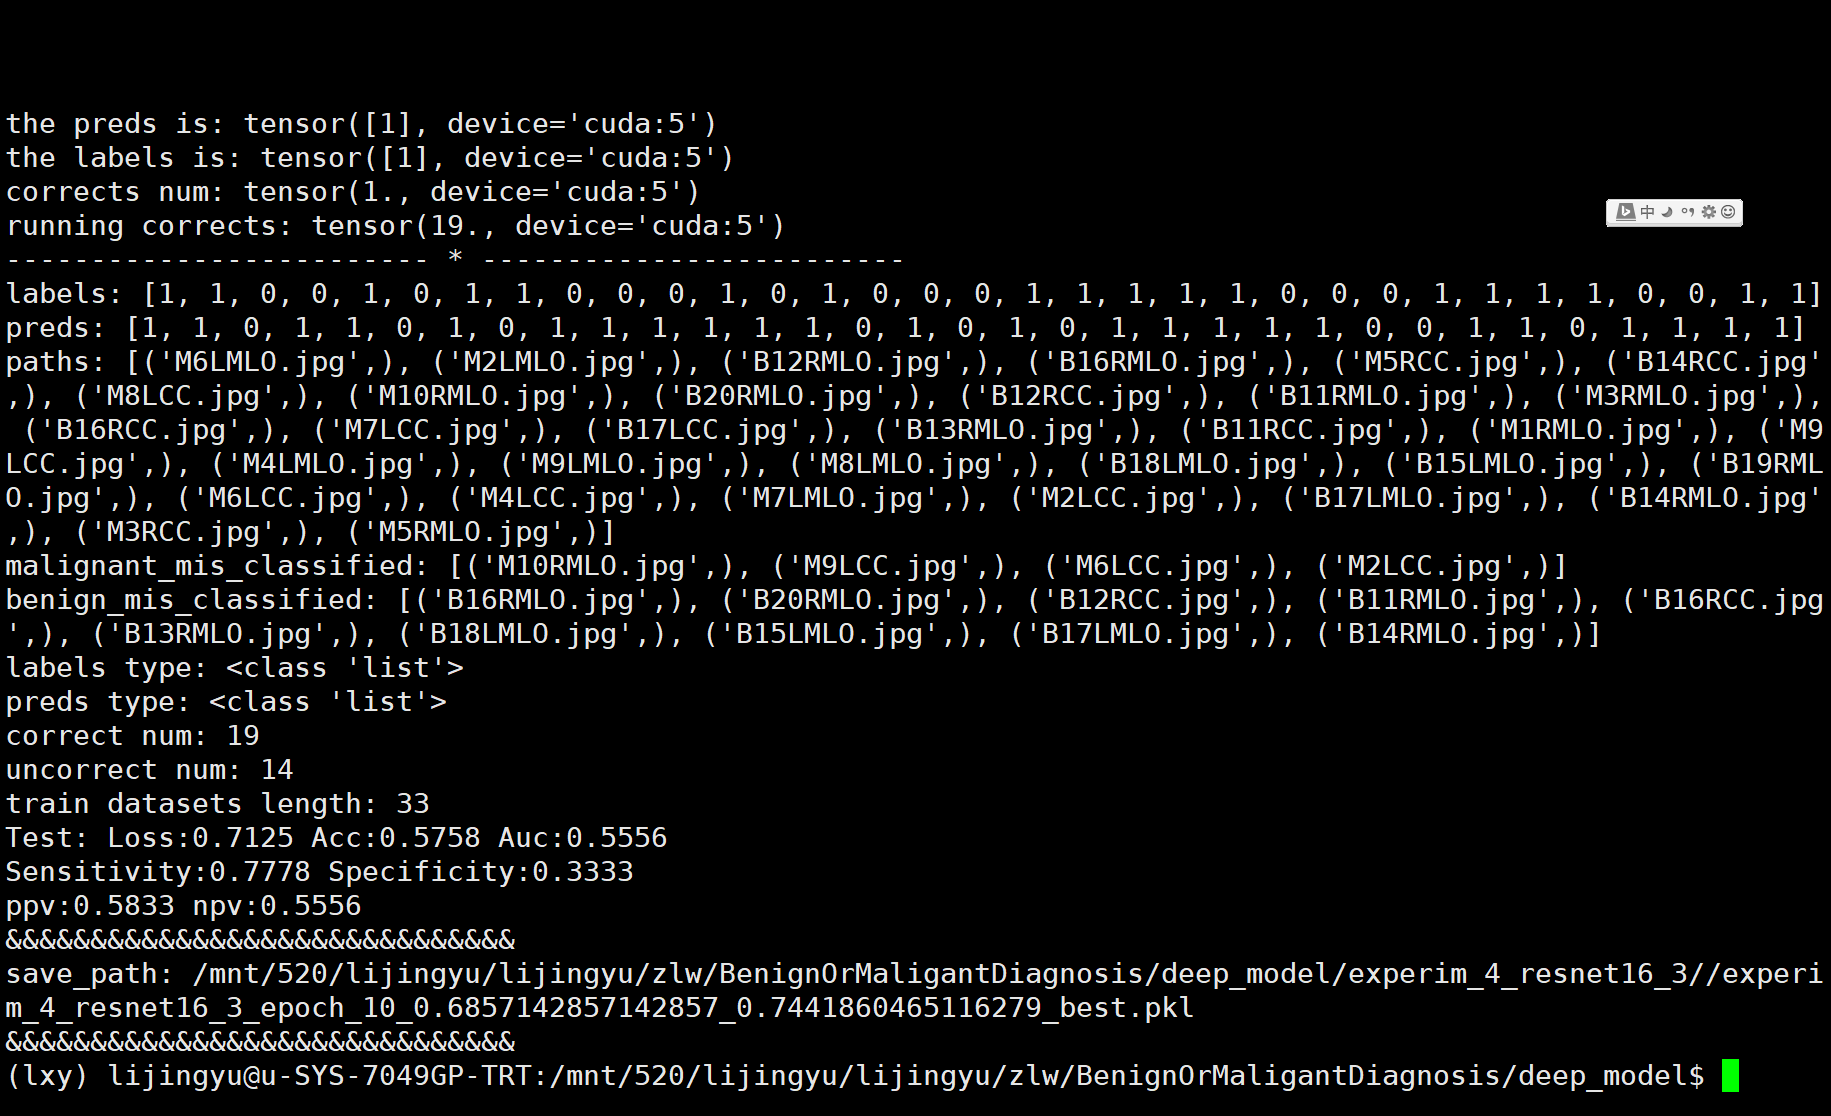 the preds is: tensor([1], device='cuda:5')
the labels is: tensor([1], device='cuda:5')
corrects num: tensor(1., device='cuda:5')
running corrects: tensor(19., device='cuda:5')
中
------------------------- * -------------------------
labels: [1, 1, 0, 0, 1, 0, 1, 1, 0, 0, 0, 1, 0, 1, 0, 0, 0, 1, 1, 1, 1, 1, 0, 0, 0, 1, 1, 1, 1, 0, 0, 1, 1]
preds: [1, 1, 0, 1, 1, 0, 1, 0, 1, 1, 1, 1, 1, 1, 0, 1, 0, 1, 0, 1, 1, 1, 1, 1, 0, 0, 1, 1, 0, 1, 1, 1, 1]
paths: [('M6LMLO.jpg',), ('M2LMLO.jpg',), ('B12RMLO.jpg',), ('B16RMLO.jpg',), ('M5RCC.jpg',), ('B14RCC.jpg'
,), ('M8LCC.jpg',), ('M10RMLO.jpg',), ('B20RMLO.jpg',), ('B12RCC.jpg',), ('B11RMLO.jpg',), ('M3RMLO.jpg',),
 ('B16RCC.jpg',), ('M7LCC.jpg',), ('B17LCC.jpg',), ('B13RMLO.jpg',), ('B11RCC.jpg',), ('M1RMLO.jpg',), ('M9
LCC.jpg',), ('M4LMLO.jpg',), ('M9LMLO.jpg',), ('M8LMLO.jpg',), ('B18LMLO.jpg',), ('B15LMLO.jpg',), ('B19RML
O.jpg',), ('M6LCC.jpg',), ('M4LCC.jpg',), ('M7LMLO.jpg',), ('M2LCC.jpg',), ('B17LMLO.jpg',), ('B14RMLO.jpg'
,), ('M3RCC.jpg',), ('M5RMLO.jpg',)]
malignant_mis_classified: [('M10RMLO.jpg',), ('M9LCC.jpg',), ('M6LCC.jpg',), ('M2LCC.jpg',)]
benign_mis_classified: [('B16RMLO.jpg',), ('B20RMLO.jpg',), ('B12RCC.jpg',), ('B11RMLO.jpg',), ('B16RCC.jpg
',), ('B13RMLO.jpg',), ('B18LMLO.jpg',), ('B15LMLO.jpg',), ('B17LMLO.jpg',), ('B14RMLO.jpg',)]
labels type: <class 'list'>
preds type: <class 'list'>
correct num: 19
uncorrect num: 14
train datasets length: 33
Test: Loss:0.7125 Acc:0.5758 Auc:0.5556
Sensitivity:0.7778 Specificity:0.3333
ppv:0.5833 npv:0.5556
&&&&&&&&&&&&&&&&&&&&&&&&&&&&&&
save_path: /mnt/520/lijingyu/lijingyu/zlw/BenignOrMaligantDiagnosis/deep_model/experim_4_resnet16_3//experi
m_4_resnet16_3_epoch_10_0.6857142857142857_0.7441860465116279_best.pkl
&&&&&&&&&&&&&&&&&&&&&&&&&&&&&&
(lxy) lijingyu@u-SYS-7049GP-TRT:/mnt/520/lijingyu/lijingyu/zlw/BenignOrMaligantDiagnosis/deep_model$